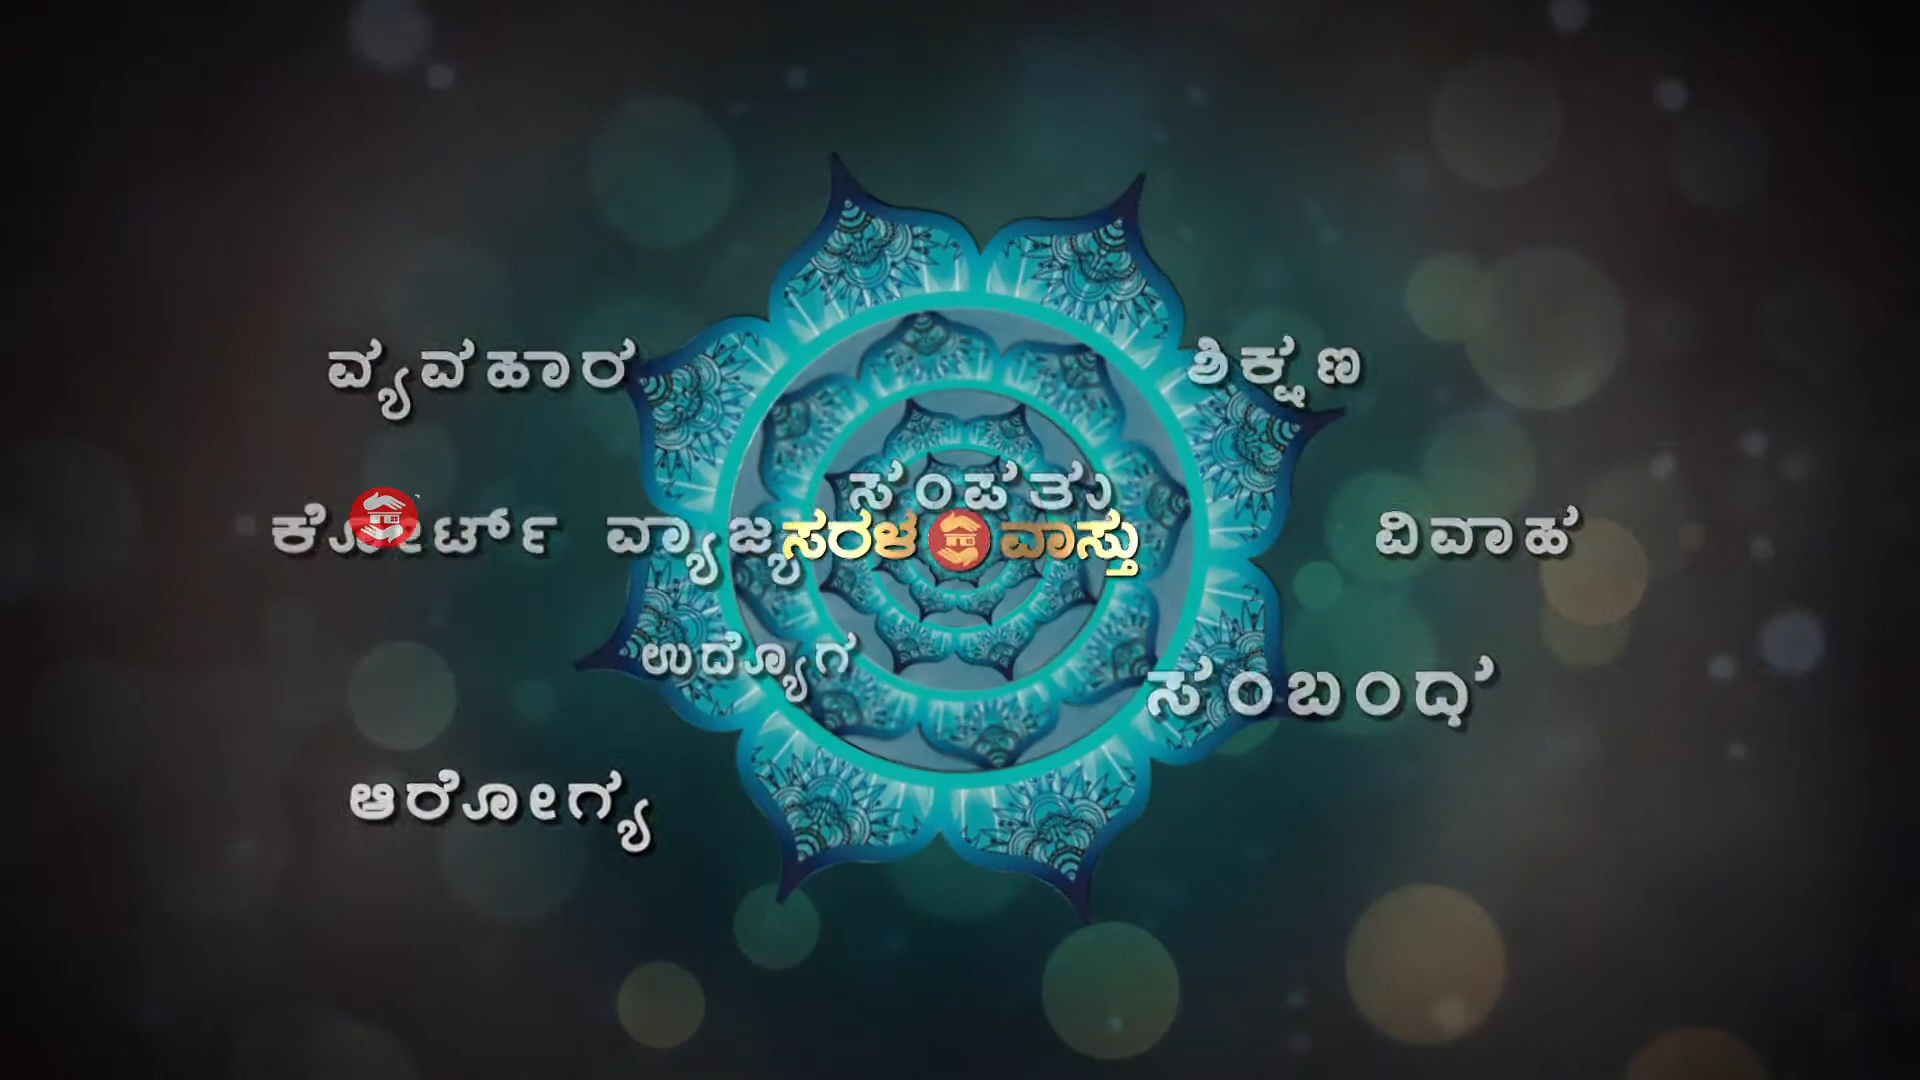 ವ್ಯವಹಾರ
ಶಿಕ್ಷಣ
ಸಂಪತ್ತು
ಕೋರ್ಟ್ ವ್ಯಾಜ್ಯ
ಸರಳ ವಾಸ್ತು
ವಿವಾಹ
ಉದ್ಯೋಗ
ಸಂಬಂಧ
ಆರೋಗ್ಯ